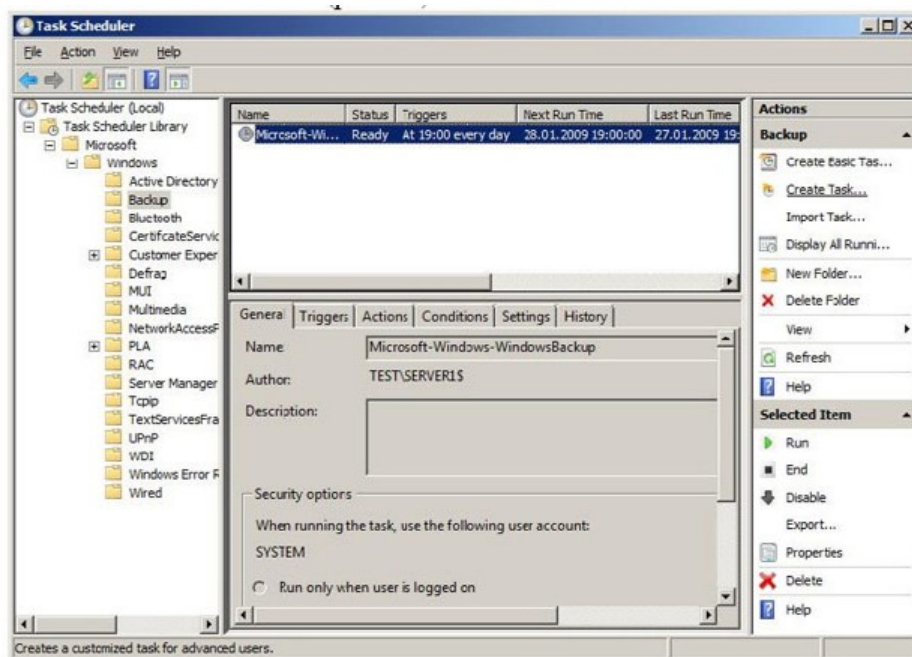 Task Scheduler
File Action View Help
Task Scheduler (Local)
Task Scheduler Library
Microsoft
Windows
Active Directory
Backup
Bluetooth
CertificateServic
Customer Exper
Defrag
MUI
Multimedia
NetworkAccessP
PLA
RAC
Server Manager
Tcpip
TextServicesFra
UPnP
WDI
Windows Error R
Wired
Name Status Triggers Next Run Time Last Run Time
Microsoft-Wi... Ready At 19:00 every day 28.01.2009 19:00:00 27.01.2009 19:
General Triggers Actions Conditions Settings History
Name
Microsoft-Windows-WindowsBackup
Author:
TEST\SERVER1$
Description:
Security options
When running the task, use the following user account:
SYSTEM
Run only when user is logged on
Actions
Backup
Create Basic Tas...
Create Task...
Import Task...
Display All Runni...
New Folder...
Delete Folder
View
Refresh
Help
Selected Item
Run
End
Disable
Export...
Properties
Delete
Help
Creates a customized task for advanced users.